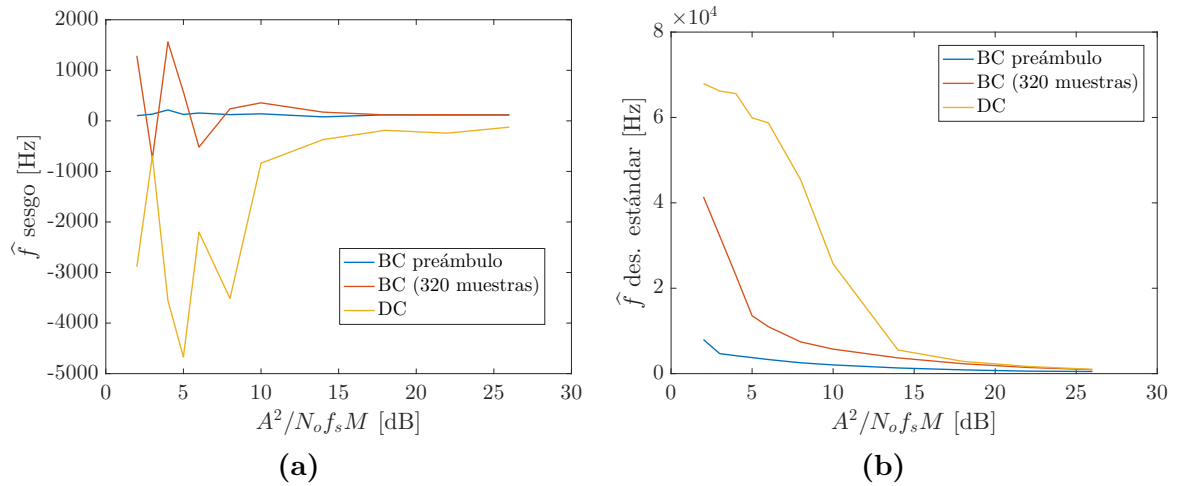 2000
1000
0
-1000
-2000
-3000
-4000
-5000
0 5 10 15 20 25 30
f̂ sesgo [Hz]
A²/NₒfₛM [dB]
BC preámbulo
BC (320 muestras)
DC
(a)
×10⁴
8
6
4
2
0
0 5 10 15 20 25 30
f̂ des. estándar [Hz]
A²/NₒfₛM [dB]
BC preámbulo
BC (320 muestras)
DC
(b)